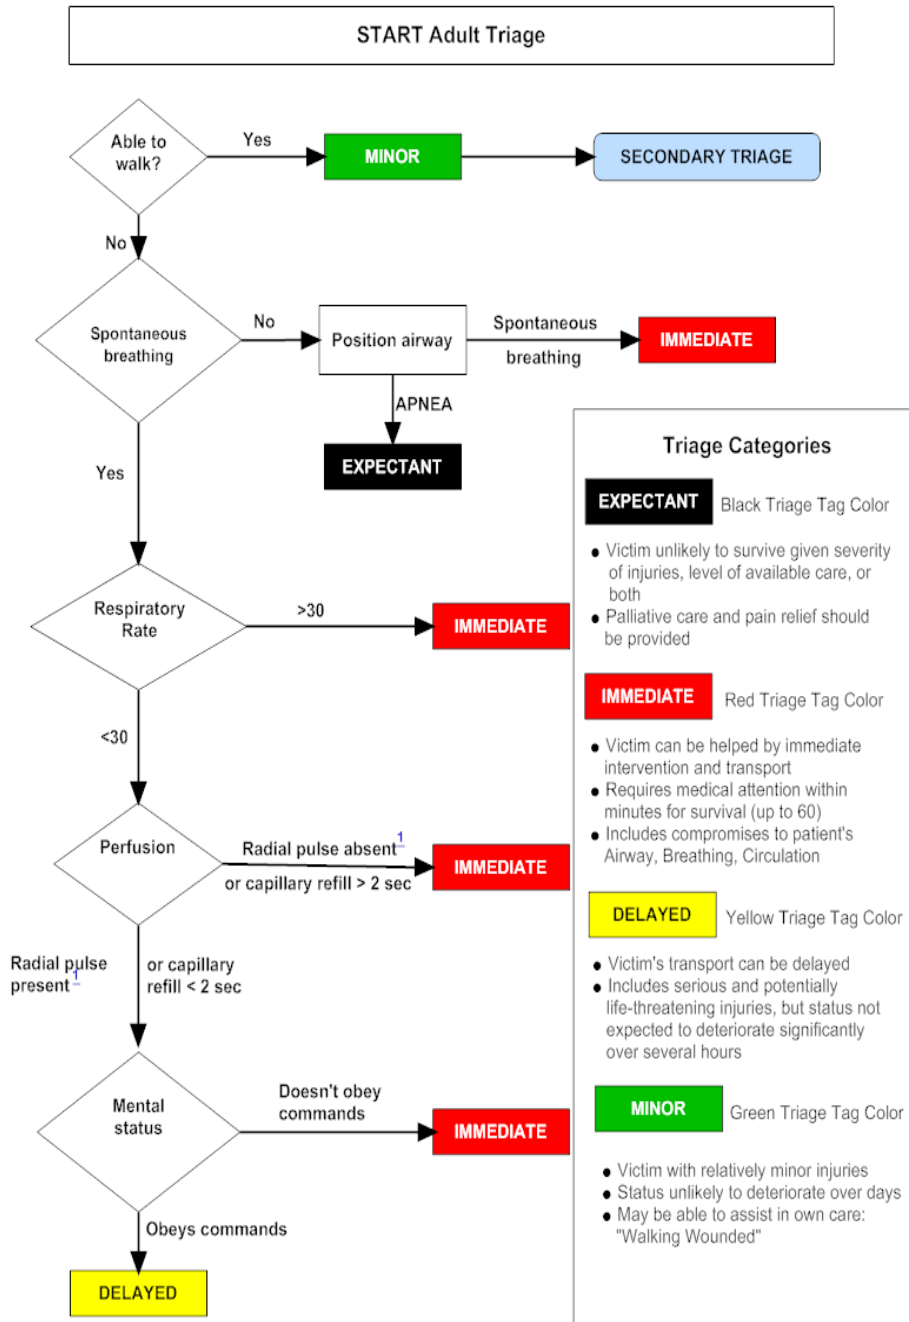 START Adult Triage
Able to
walk?
Yes
MINOR
SECONDARY TRIAGE
No
Spontaneous
breathing
No
Position airway
Spontaneous
breathing
IMMEDIATE
APNEA
EXPECTANT
Yes
Respiratory
Rate
>30
IMMEDIATE
<30
Perfusion
Radial pulse absent 1
or capillary refill > 2 sec
IMMEDIATE
Radial pulse
present 1
or capillary
refill < 2 sec
Mental
status
Doesn't obey
commands
IMMEDIATE
Obeys commands
DELAYED
Triage Categories
EXPECTANT Black Triage Tag Color
● Victim unlikely to survive given severity
of injuries, level of available care, or
both
● Palliative care and pain relief should
be provided
IMMEDIATE Red Triage Tag Color
● Victim can be helped by immediate
intervention and transport
● Requires medical attention within
minutes for survival (up to 60)
● Includes compromises to patient's
Airway, Breathing, Circulation
DELAYED Yellow Triage Tag Color
● Victim's transport can be delayed
● Includes serious and potentially
life-threatening injuries, but status not
expected to deteriorate significantly
over several hours
MINOR Green Triage Tag Color
● Victim with relatively minor injuries
● Status unlikely to deteriorate over days
● May be able to assist in own care:
"Walking Wounded"